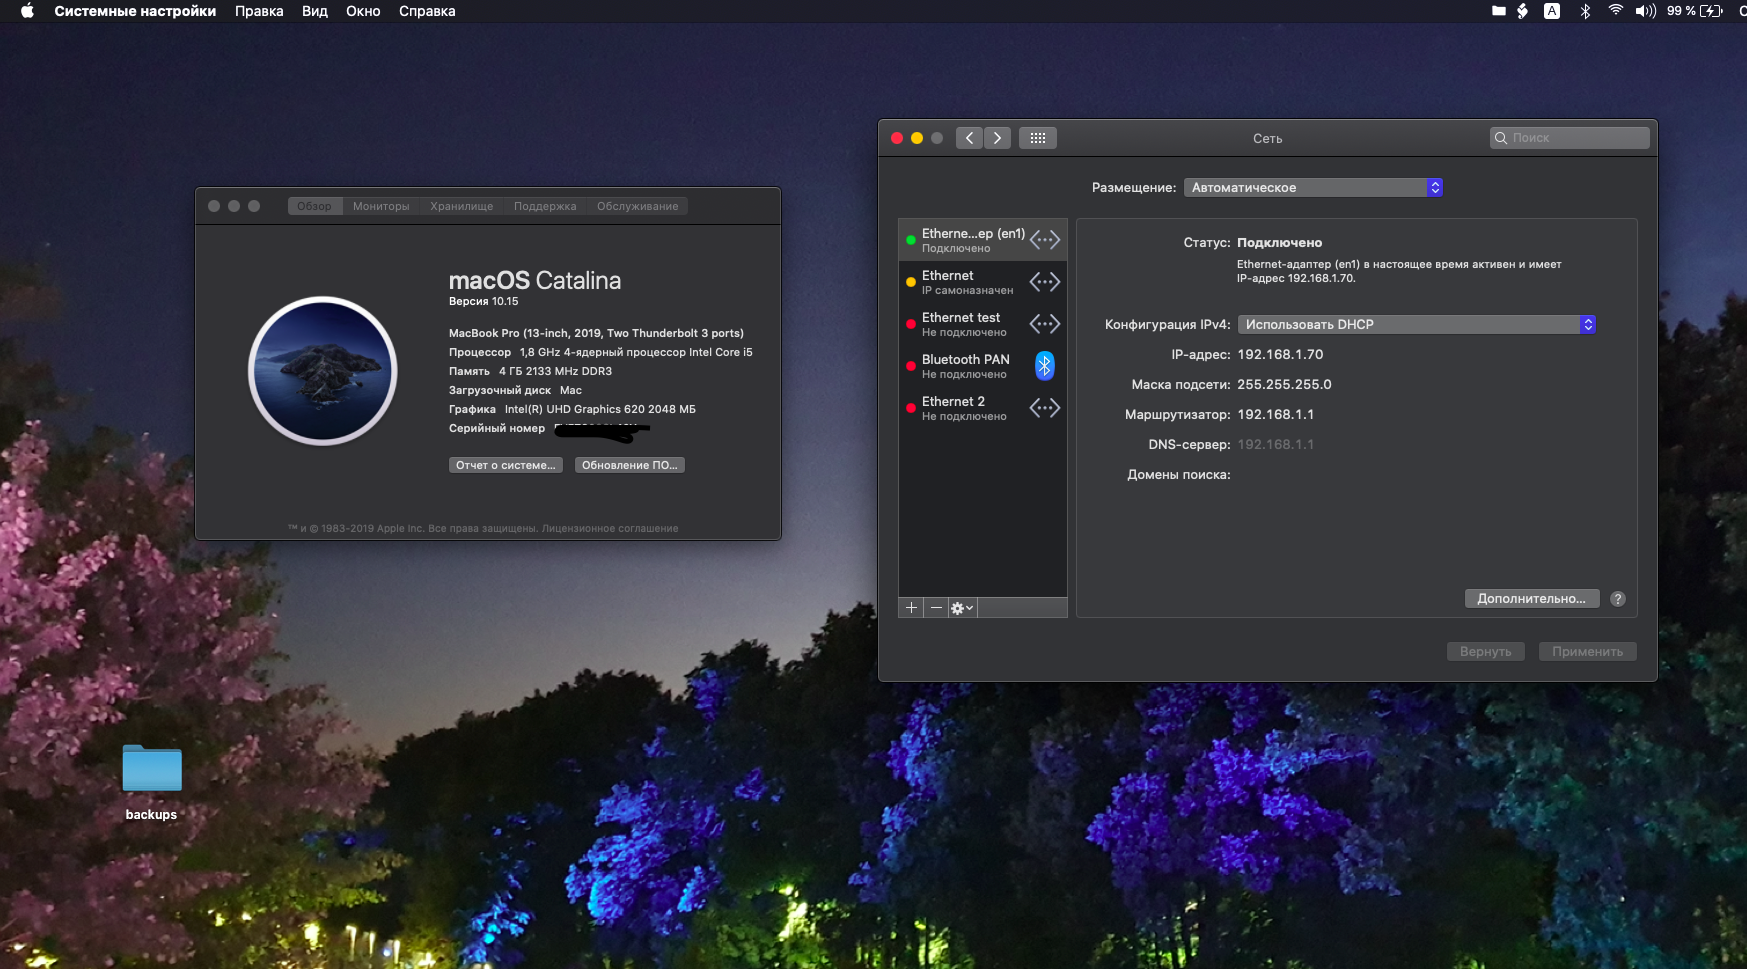 Системные настройки Правка Вид Окно Справка
A 99 %
Обзор Мониторы Хранилище Поддержка Обслуживание
macOS Catalina
Версия 10.15
MacBook Pro (13-inch, 2019, Two Thunderbolt 3 ports)
Процессор 1,8 GHz 4-ядерный процессор Intel Core i5
Память 4 ГБ 2133 MHz DDR3
Загрузочный диск Mac
Графика Intel(R) UHD Graphics 620 2048 МБ
Серийный номер
Отчет о системе...
Обновление ПО...
™ и © 1983-2019 Apple Inc. Все права защищены. Лицензионное соглашение
Сеть
Поиск
Размещение: Автоматическое
Etherne...ер (en1)
Подключено
Ethernet
IP самоназначен
Ethernet test
Не подключено
Bluetooth PAN
Не подключено
Ethernet 2
Не подключено
Статус: Подключено
Ethernet-адаптер (en1) в настоящее время активен и имеет
IP-адрес 192.168.1.70.
Конфигурация IPv4: Использовать DHCP
IP-адрес: 192.168.1.70
Маска подсети: 255.255.255.0
Маршрутизатор: 192.168.1.1
DNS-сервер: 192.168.1.1
Домены поиска:
Дополнительно... ?
Вернуть Применить
backups